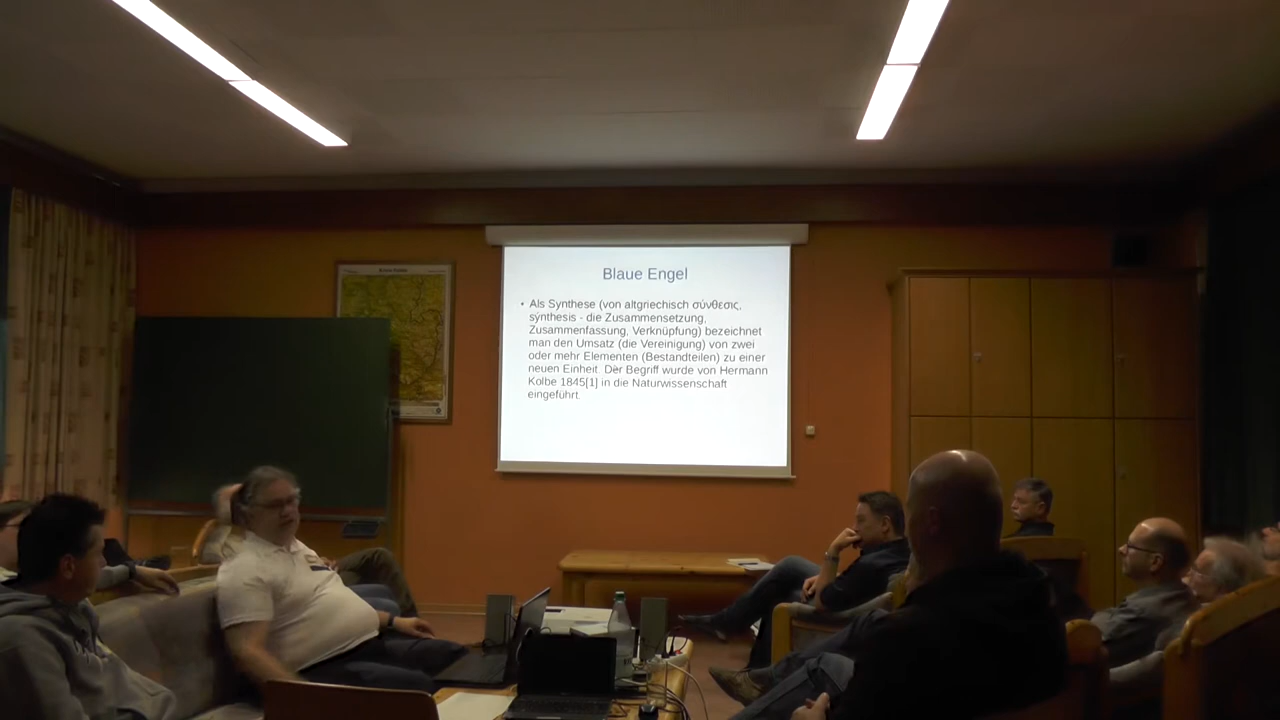 Blaue Engel
• Als Synthese (von altgriechisch σύνθεσις,
sýnthesis - die Zusammensetzung,
Zusammenfassung, Verknüpfung) bezeichnet
man den Umsatz (die Vereinigung) von zwei
oder mehr Elementen (Bestandteilen) zu einer
neuen Einheit. Der Begriff wurde von Hermann
Kolbe 1845[1] in die Naturwissenschaft
eingeführt.